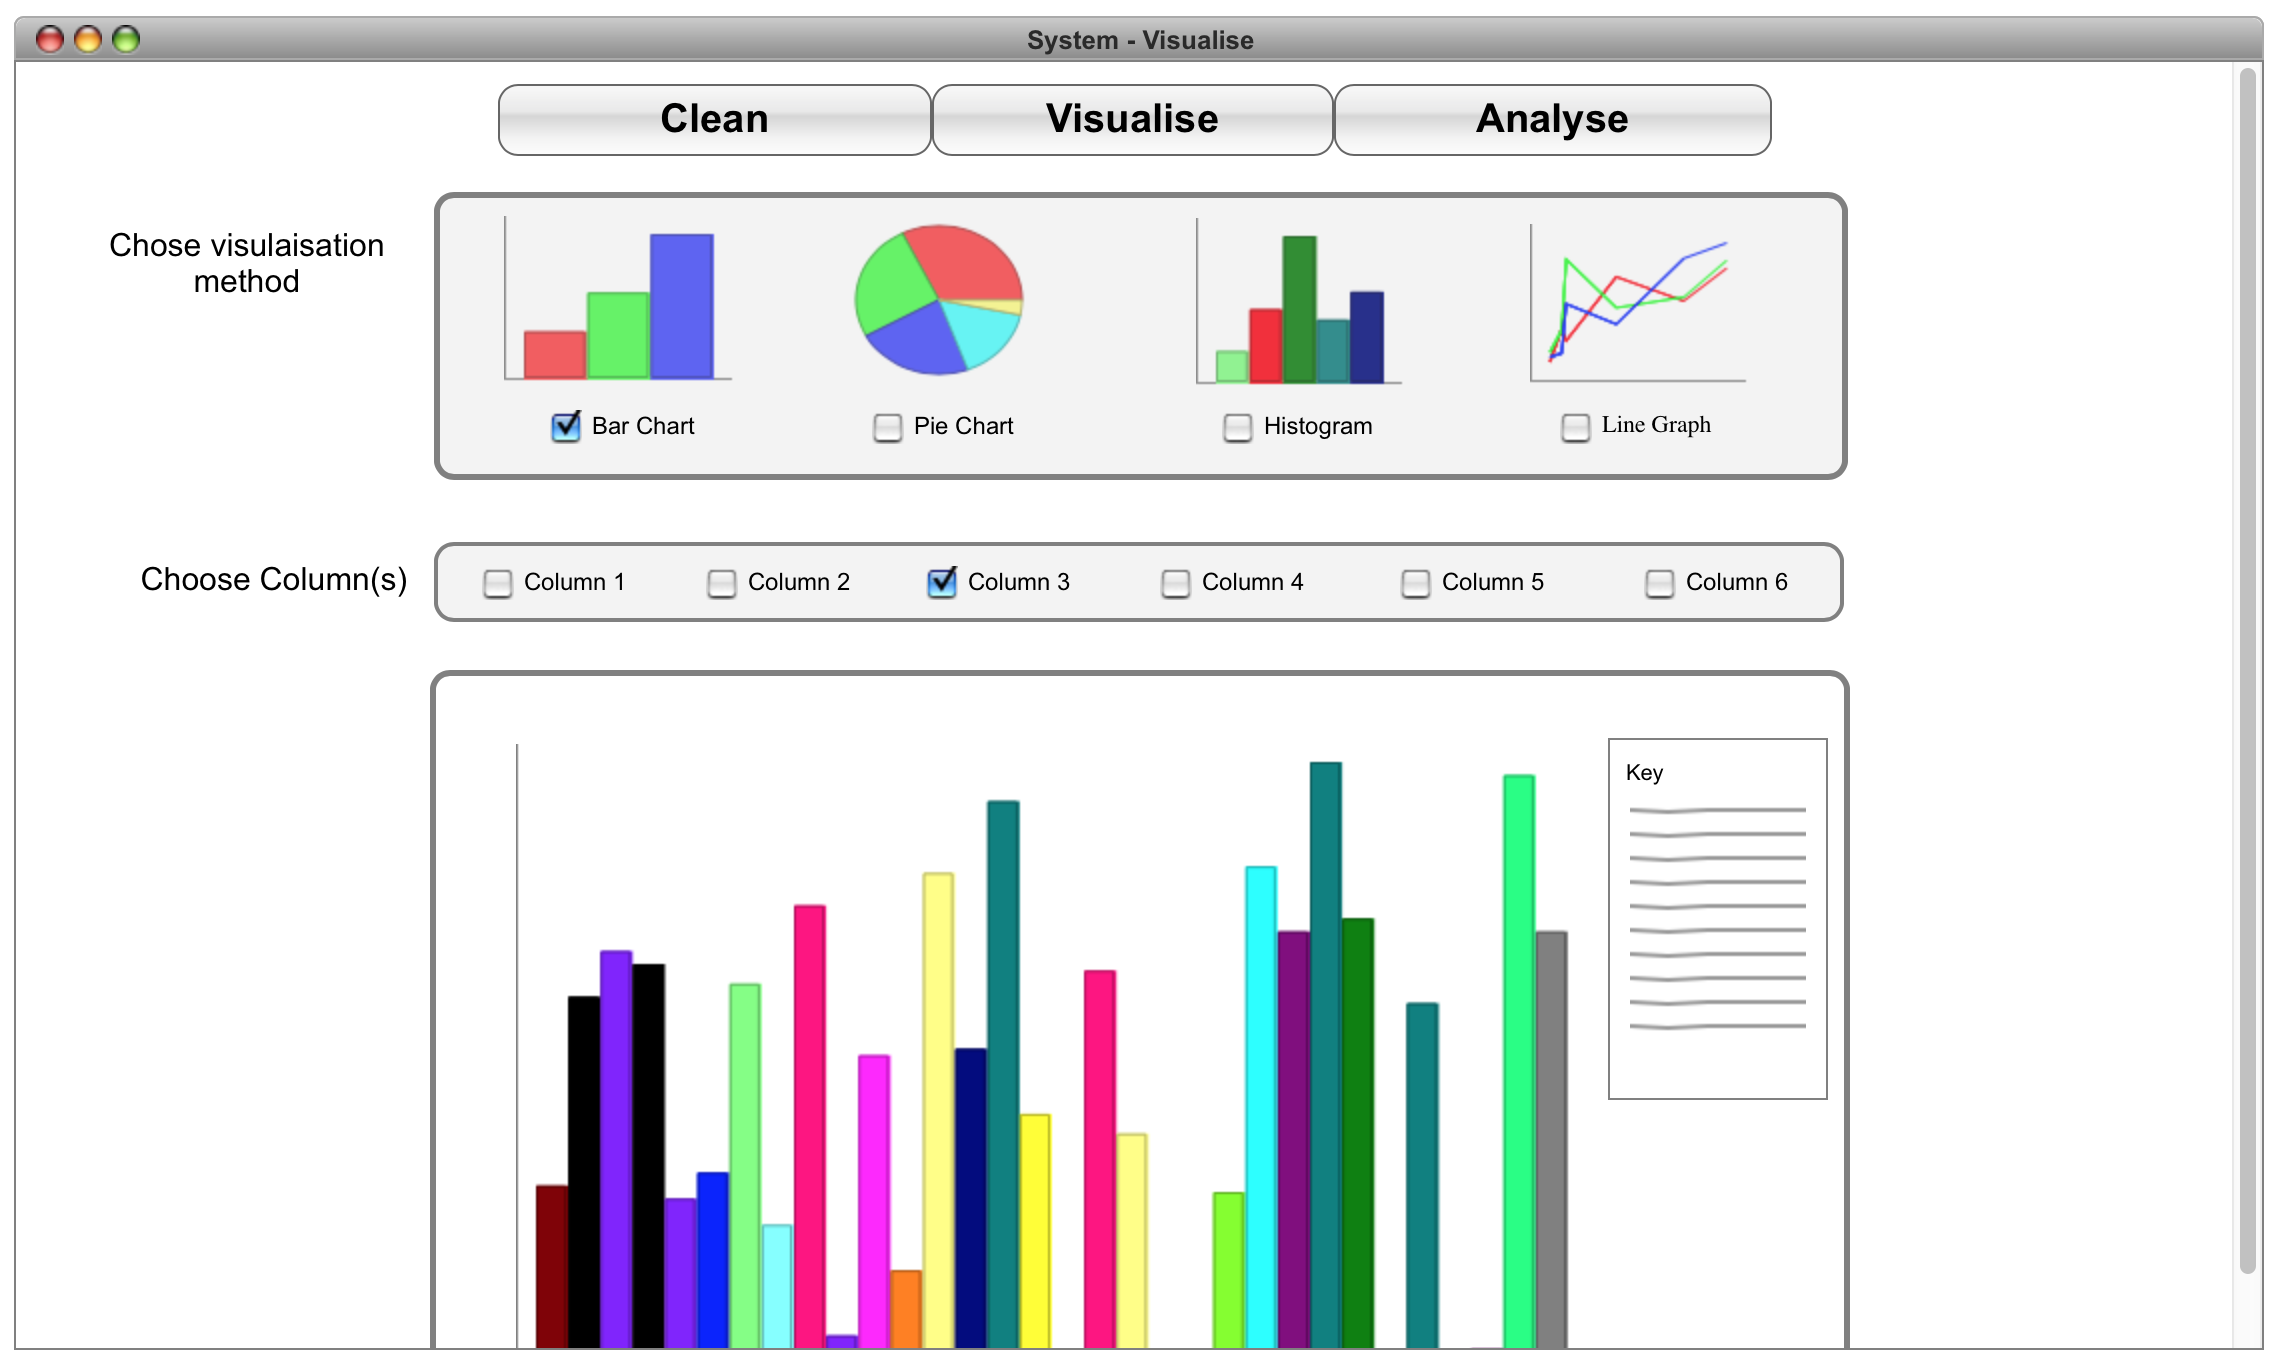 System - Visualise
Clean Visualise Analyse
Chose visulaisation
method
Bar Chart Pie Chart Histogram Line Graph
Choose Column(s) Column 1 Column 2 Column 3 Column 4 Column 5 Column 6
Key